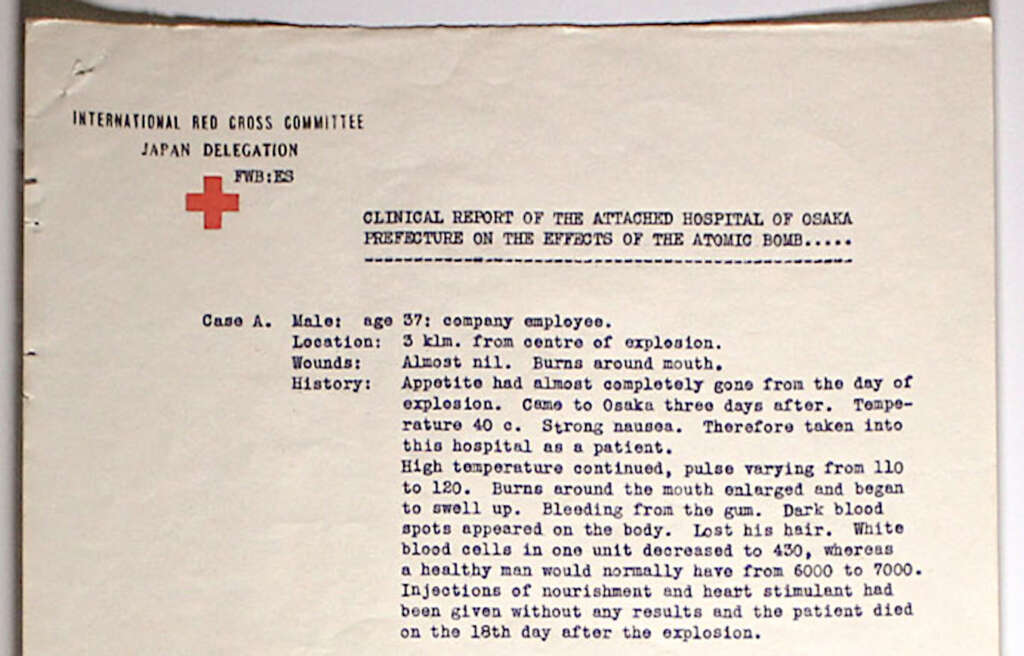 INTERNATIONAL RED CROSS COMMITTEE
JAPAN DELEGATION
FWB:ES
CLINICAL REPORT OF THE ATTACHED HOSPITAL OF OSAKA
PREFECTURE ON THE EFFECTS OF THE ATOMIC BOMB.....
Case A. Male: age 37: company employee.
Location: 3 klm. from centre of explosion.
Wounds: Almost nil. Burns around mouth.
History: Appetite had almost completely gone from the day of
explosion. Came to Osaka three days after. Tempe-
rature 40 c. Strong nausea. Therefore taken into
this hospital as a patient.
High temperature continued, pulse varying from 110
to 120. Burns around the mouth enlarged and began
to swell up. Bleeding from the gum. Dark blood
spots appeared on the body. Lost his hair. White
blood cells in one unit decreased to 430, whereas
a healthy man would normally have from 6000 to 7000.
Injections of nourishment and heart stimulant had
been given without any results and the patient died
on the 18th day after the explosion.